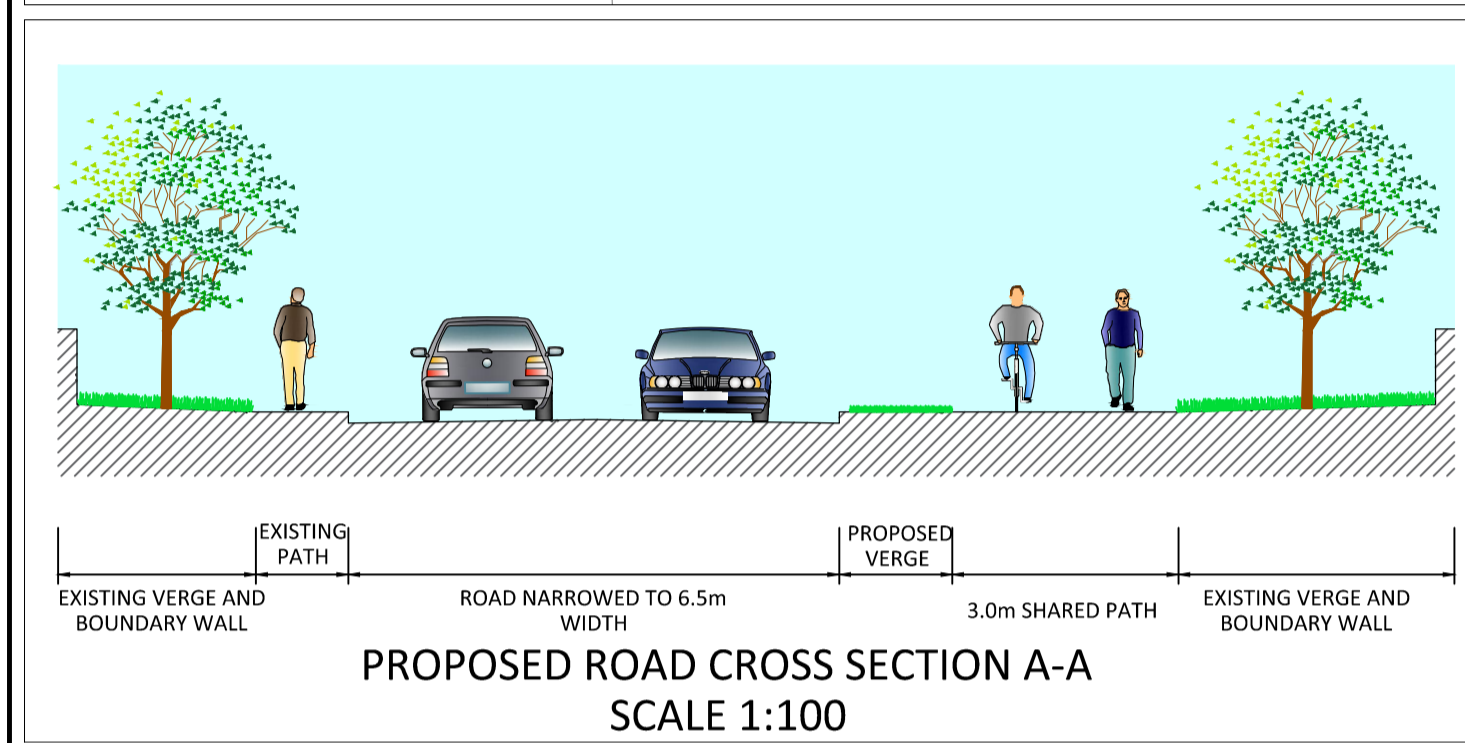 EXISTING
PATH
PROPOSED
VERGE
EXISTING VERGE AND
BOUNDARY WALL
ROAD NARROWED TO 6.5m
WIDTH
3.0m SHARED PATH
EXISTING VERGE AND
BOUNDARY WALL
PROPOSED ROAD CROSS SECTION A-A
SCALE 1:100